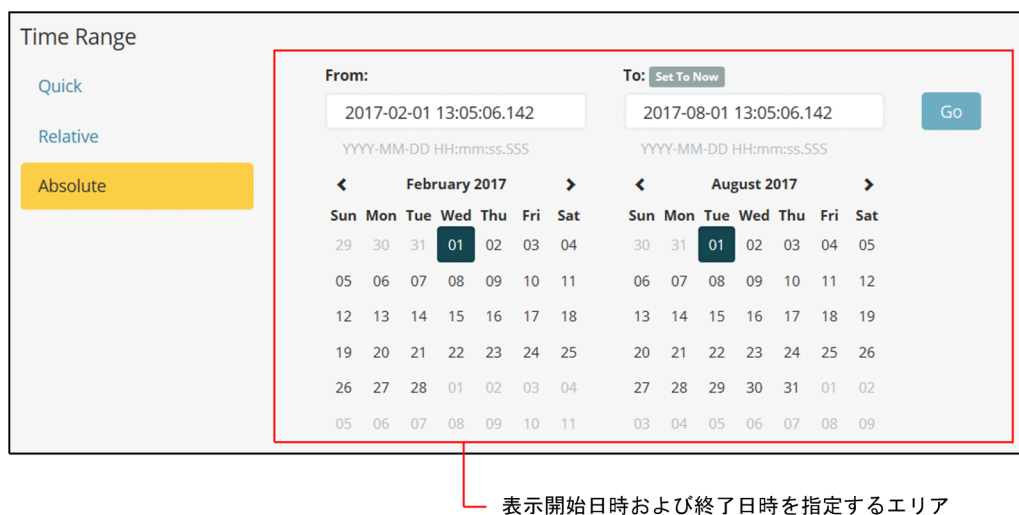 Time Range
Quick
Relative
Absolute
From:
2017-02-01 13:05:06.142
YYYY-MM-DD HH:mm:ss.SSS
February 2017
Sun Mon Tue Wed Thu Fri Sat
29 30 31 01 02 03 04
05 06 07 08 09 10 11
12 13 14 15 16 17 18
19 20 21 22 23 24 25
26 27 28 01 02 03 04
05 06 07 08 09 10 11
To: Set To Now
2017-08-01 13:05:06.142
YYYY-MM-DD HH:mm:ss.SSS
August 2017
Sun Mon Tue Wed Thu Fri Sat
30 31 01 02 03 04 05
06 07 08 09 10 11 12
13 14 15 16 17 18 19
20 21 22 23 24 25 26
27 28 29 30 31 01 02
03 04 05 06 07 08 09
Go
表示開始日時および終了日時を指定するエリア